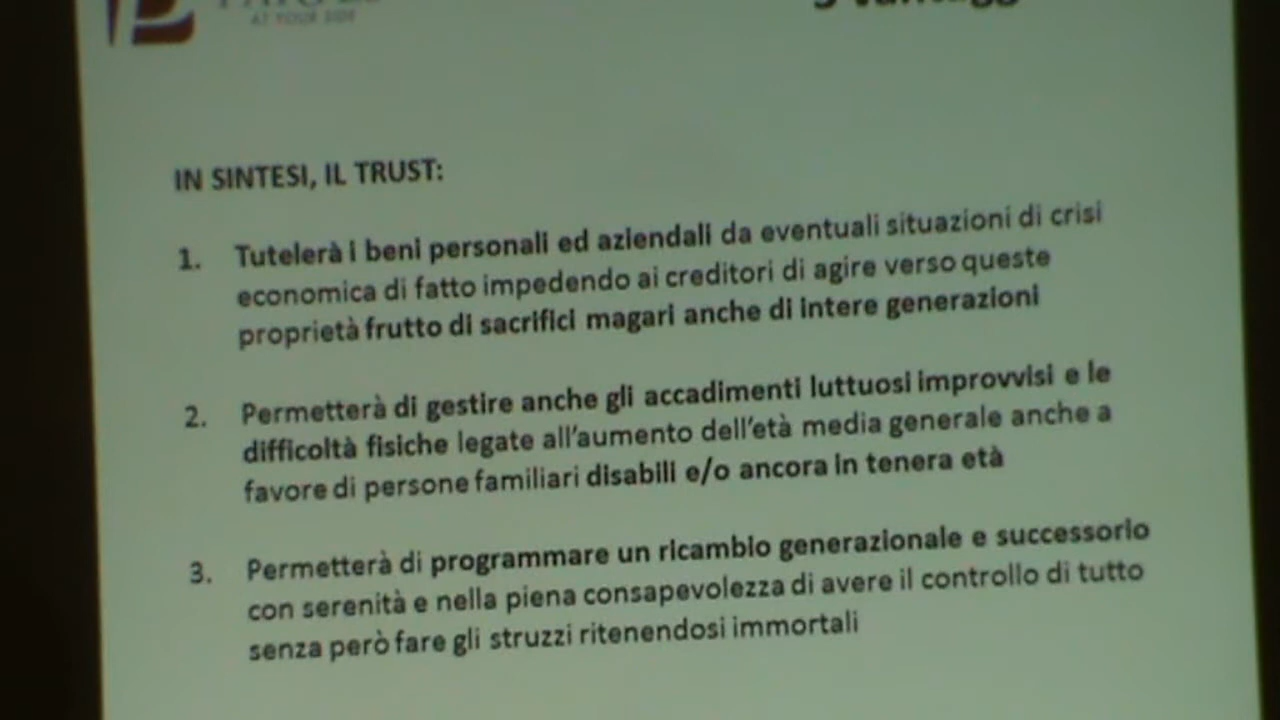 AT YOUR SIDE
IN SINTESI, IL TRUST:
1. Tutelerà i beni personali ed aziendali da eventuali situazioni di crisi
economica di fatto impedendo ai creditori di agire verso queste
proprietà frutto di sacrifici magari anche di intere generazioni
2. Permetterà di gestire anche gli accadimenti luttuosi improvvisi e le
difficoltà fisiche legate all'aumento dell'età media generale anche a
favore di persone familiari disabili e/o ancora in tenera età
3. Permetterà di programmare un ricambio generazionale e successorio
con serenità e nella piena consapevolezza di avere il controllo di tutto
senza però fare gli struzzi ritenendosi immortali